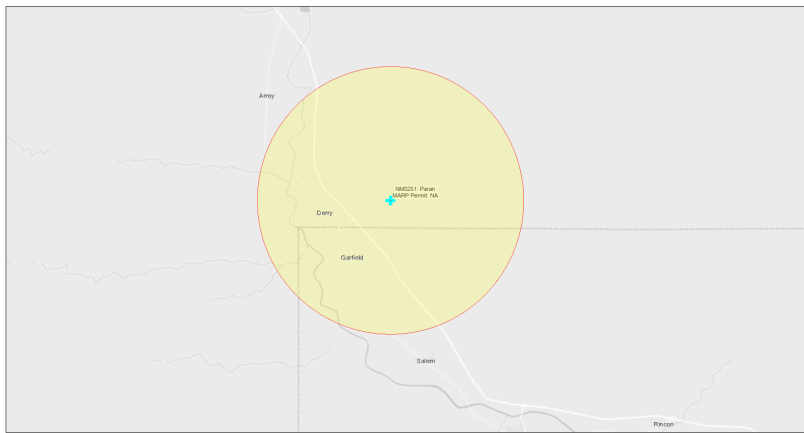 Arrey
NM0251: Paran
MARP Permit: NA
Derry
Garfield
Salem
Rincon